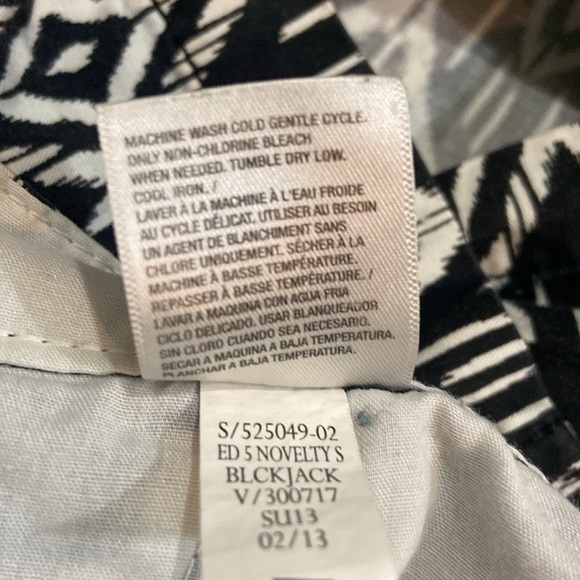 MACHINE WASH COLD GENTLE CYCLE.
ONLY NON-CHLORINE BLEACH
WHEN NEEDED. TUMBLE DRY LOW.
COOL IRON. /
LAVER À LA MACHINE À L'EAU FROIDE
AU CYCLE DÉLICAT. UTILISER AU BESOIN
UN AGENT DE BLANCHIMENT SANS
CHLORE UNIQUEMENT. SÉCHER À LA
MACHINE À BASSE TEMPÉRATURE.
REPASSER À BASSE TEMPÉRATURE. /
LAVAR A MAQUINA CON AGUA FRIA
CICLO DELICADO. USAR BLANQUEADOR
SIN CLORO CUANDO SEA NECESARIO.
SECAR A MAQUINA A BAJA TEMPERATURA.
PLANCHAR A BAJA TEMPERATURA.
S/525049-02
ED 5 NOVELTY S
BLCKJACK
V/300717
SU13
02/13